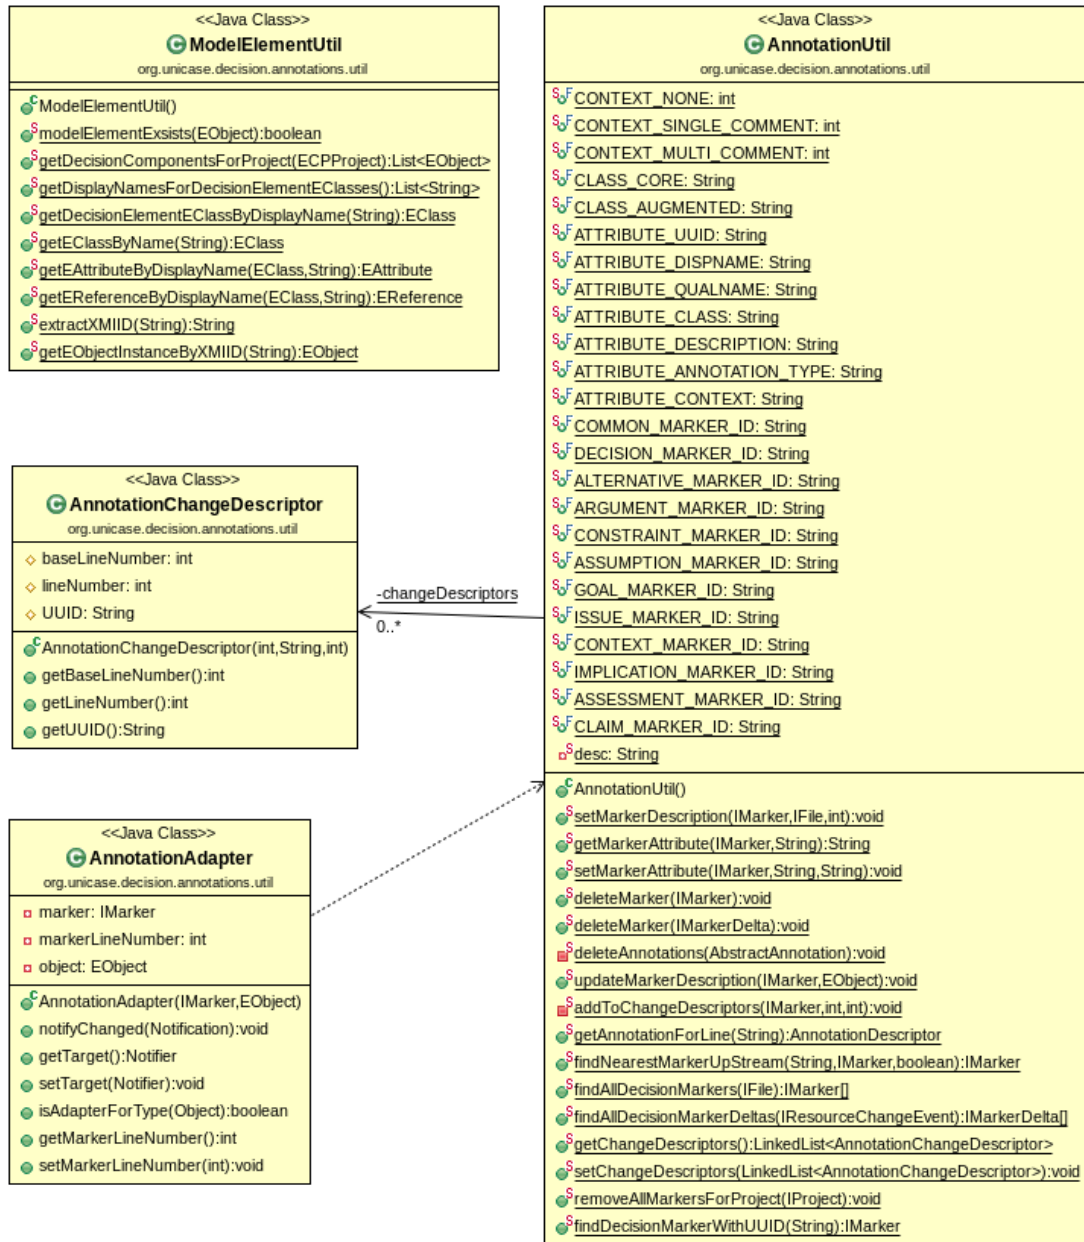 <<Java Class>>
ModelElementUtil
org.unicase.decision.annotations.util
ModelElementUtil()
modelElementExsists(EObject):boolean
getDecisionComponentsForProject(ECPProject):List<EObject>
getDisplayNamesForDecisionElementEClasses():List<String>
getDecisionElementEClassByDisplayName(String):EClass
getEClassByName(String):EClass
getEAttributeByDisplayName(EClass,String):EAttribute
getEReferenceByDisplayName(EClass,String):EReference
extractXMIID(String):String
getEObjectInstanceByXMIID(String):EObject
<<Java Class>>
AnnotationChangeDescriptor
org.unicase.decision.annotations.util
baseLineNumber: int
lineNumber: int
UUID: String
AnnotationChangeDescriptor(int,String,int)
getBaseLineNumber():int
getLineNumber():int
getUUID():String
-changeDescriptors
0..*
<<Java Class>>
AnnotationAdapter
org.unicase.decision.annotations.util
marker: IMarker
markerLineNumber: int
object: EObject
AnnotationAdapter(IMarker,EObject)
notifyChanged(Notification):void
getTarget():Notifier
setTarget(Notifier):void
isAdapterForType(Object):boolean
getMarkerLineNumber():int
setMarkerLineNumber(int):void
<<Java Class>>
AnnotationUtil
org.unicase.decision.annotations.util
CONTEXT_NONE: int
CONTEXT_SINGLE_COMMENT: int
CONTEXT_MULTI_COMMENT: int
CLASS_CORE: String
CLASS_AUGMENTED: String
ATTRIBUTE_UUID: String
ATTRIBUTE_DISPNAME: String
ATTRIBUTE_QUALNAME: String
ATTRIBUTE_CLASS: String
ATTRIBUTE_DESCRIPTION: String
ATTRIBUTE_ANNOTATION_TYPE: String
ATTRIBUTE_CONTEXT: String
COMMON_MARKER_ID: String
DECISION_MARKER_ID: String
ALTERNATIVE_MARKER_ID: String
ARGUMENT_MARKER_ID: String
CONSTRAINT_MARKER_ID: String
ASSUMPTION_MARKER_ID: String
GOAL_MARKER_ID: String
ISSUE_MARKER_ID: String
CONTEXT_MARKER_ID: String
IMPLICATION_MARKER_ID: String
ASSESSMENT_MARKER_ID: String
CLAIM_MARKER_ID: String
desc: String
AnnotationUtil()
setMarkerDescription(IMarker,IFile,int):void
getMarkerAttribute(IMarker,String):String
setMarkerAttribute(IMarker,String,String):void
deleteMarker(IMarker):void
deleteMarker(IMarkerDelta):void
deleteAnnotations(AbstractAnnotation):void
updateMarkerDescription(IMarker,EObject):void
addToChangeDescriptors(IMarker,int,int):void
getAnnotationForLine(String):AnnotationDescriptor
findNearestMarkerUpStream(String,IMarker,boolean):IMarker
findAllDecisionMarkers(IFile):IMarker[]
findAllDecisionMarkerDeltas(IResourceChangeEvent):IMarkerDelta[]
getChangeDescriptors():LinkedList<AnnotationChangeDescriptor>
setChangeDescriptors(LinkedList<AnnotationChangeDescriptor>):void
removeAllMarkersForProject(IProject):void
findDecisionMarkerWithUUID(String):IMarker